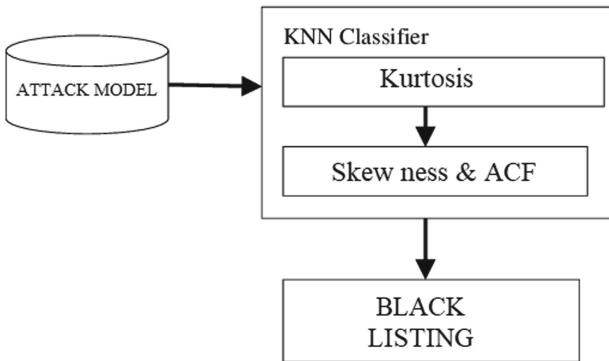 KNN Classifier
ATTACK MODEL
Kurtosis
Skew ness & ACF
BLACK
LISTING